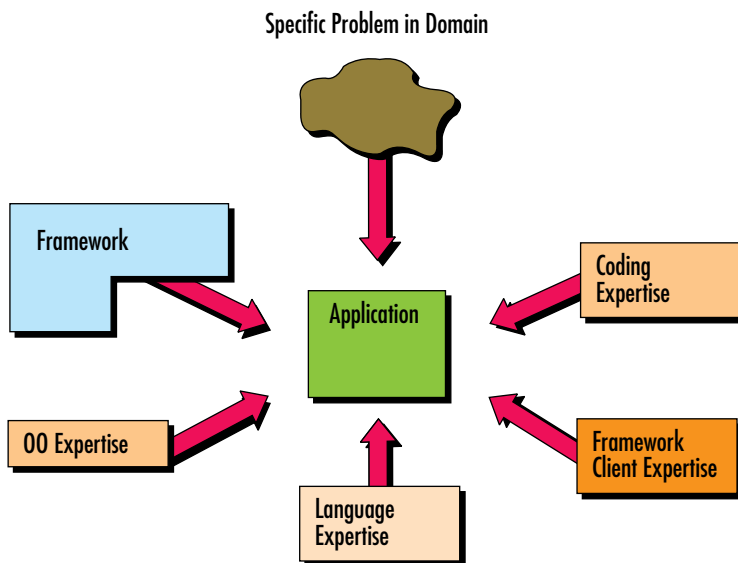 Specific Problem in Domain
Framework
Coding
Expertise
Application
OO Expertise
Framework
Client Expertise
Language
Expertise